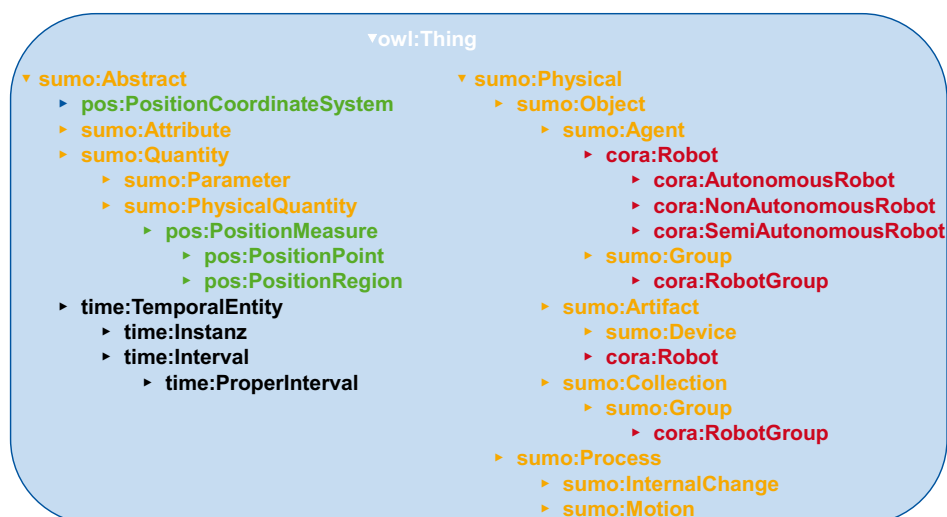 owl:Thing
sumo:Abstract
pos:PositionCoordinateSystem
sumo:Attribute
sumo:Quantity
sumo:Parameter
sumo:PhysicalQuantity
pos:PositionMeasure
pos:PositionPoint
pos:PositionRegion
time:TemporalEntity
time:Instanz
time:Interval
time:ProperInterval
sumo:Physical
sumo:Object
sumo:Agent
cora:Robot
cora:AutonomousRobot
cora:NonAutonomousRobot
cora:SemiAutonomousRobot
sumo:Group
cora:RobotGroup
sumo:Artifact
sumo:Device
cora:Robot
sumo:Collection
sumo:Group
cora:RobotGroup
sumo:Process
sumo:InternalChange
sumo:Motion